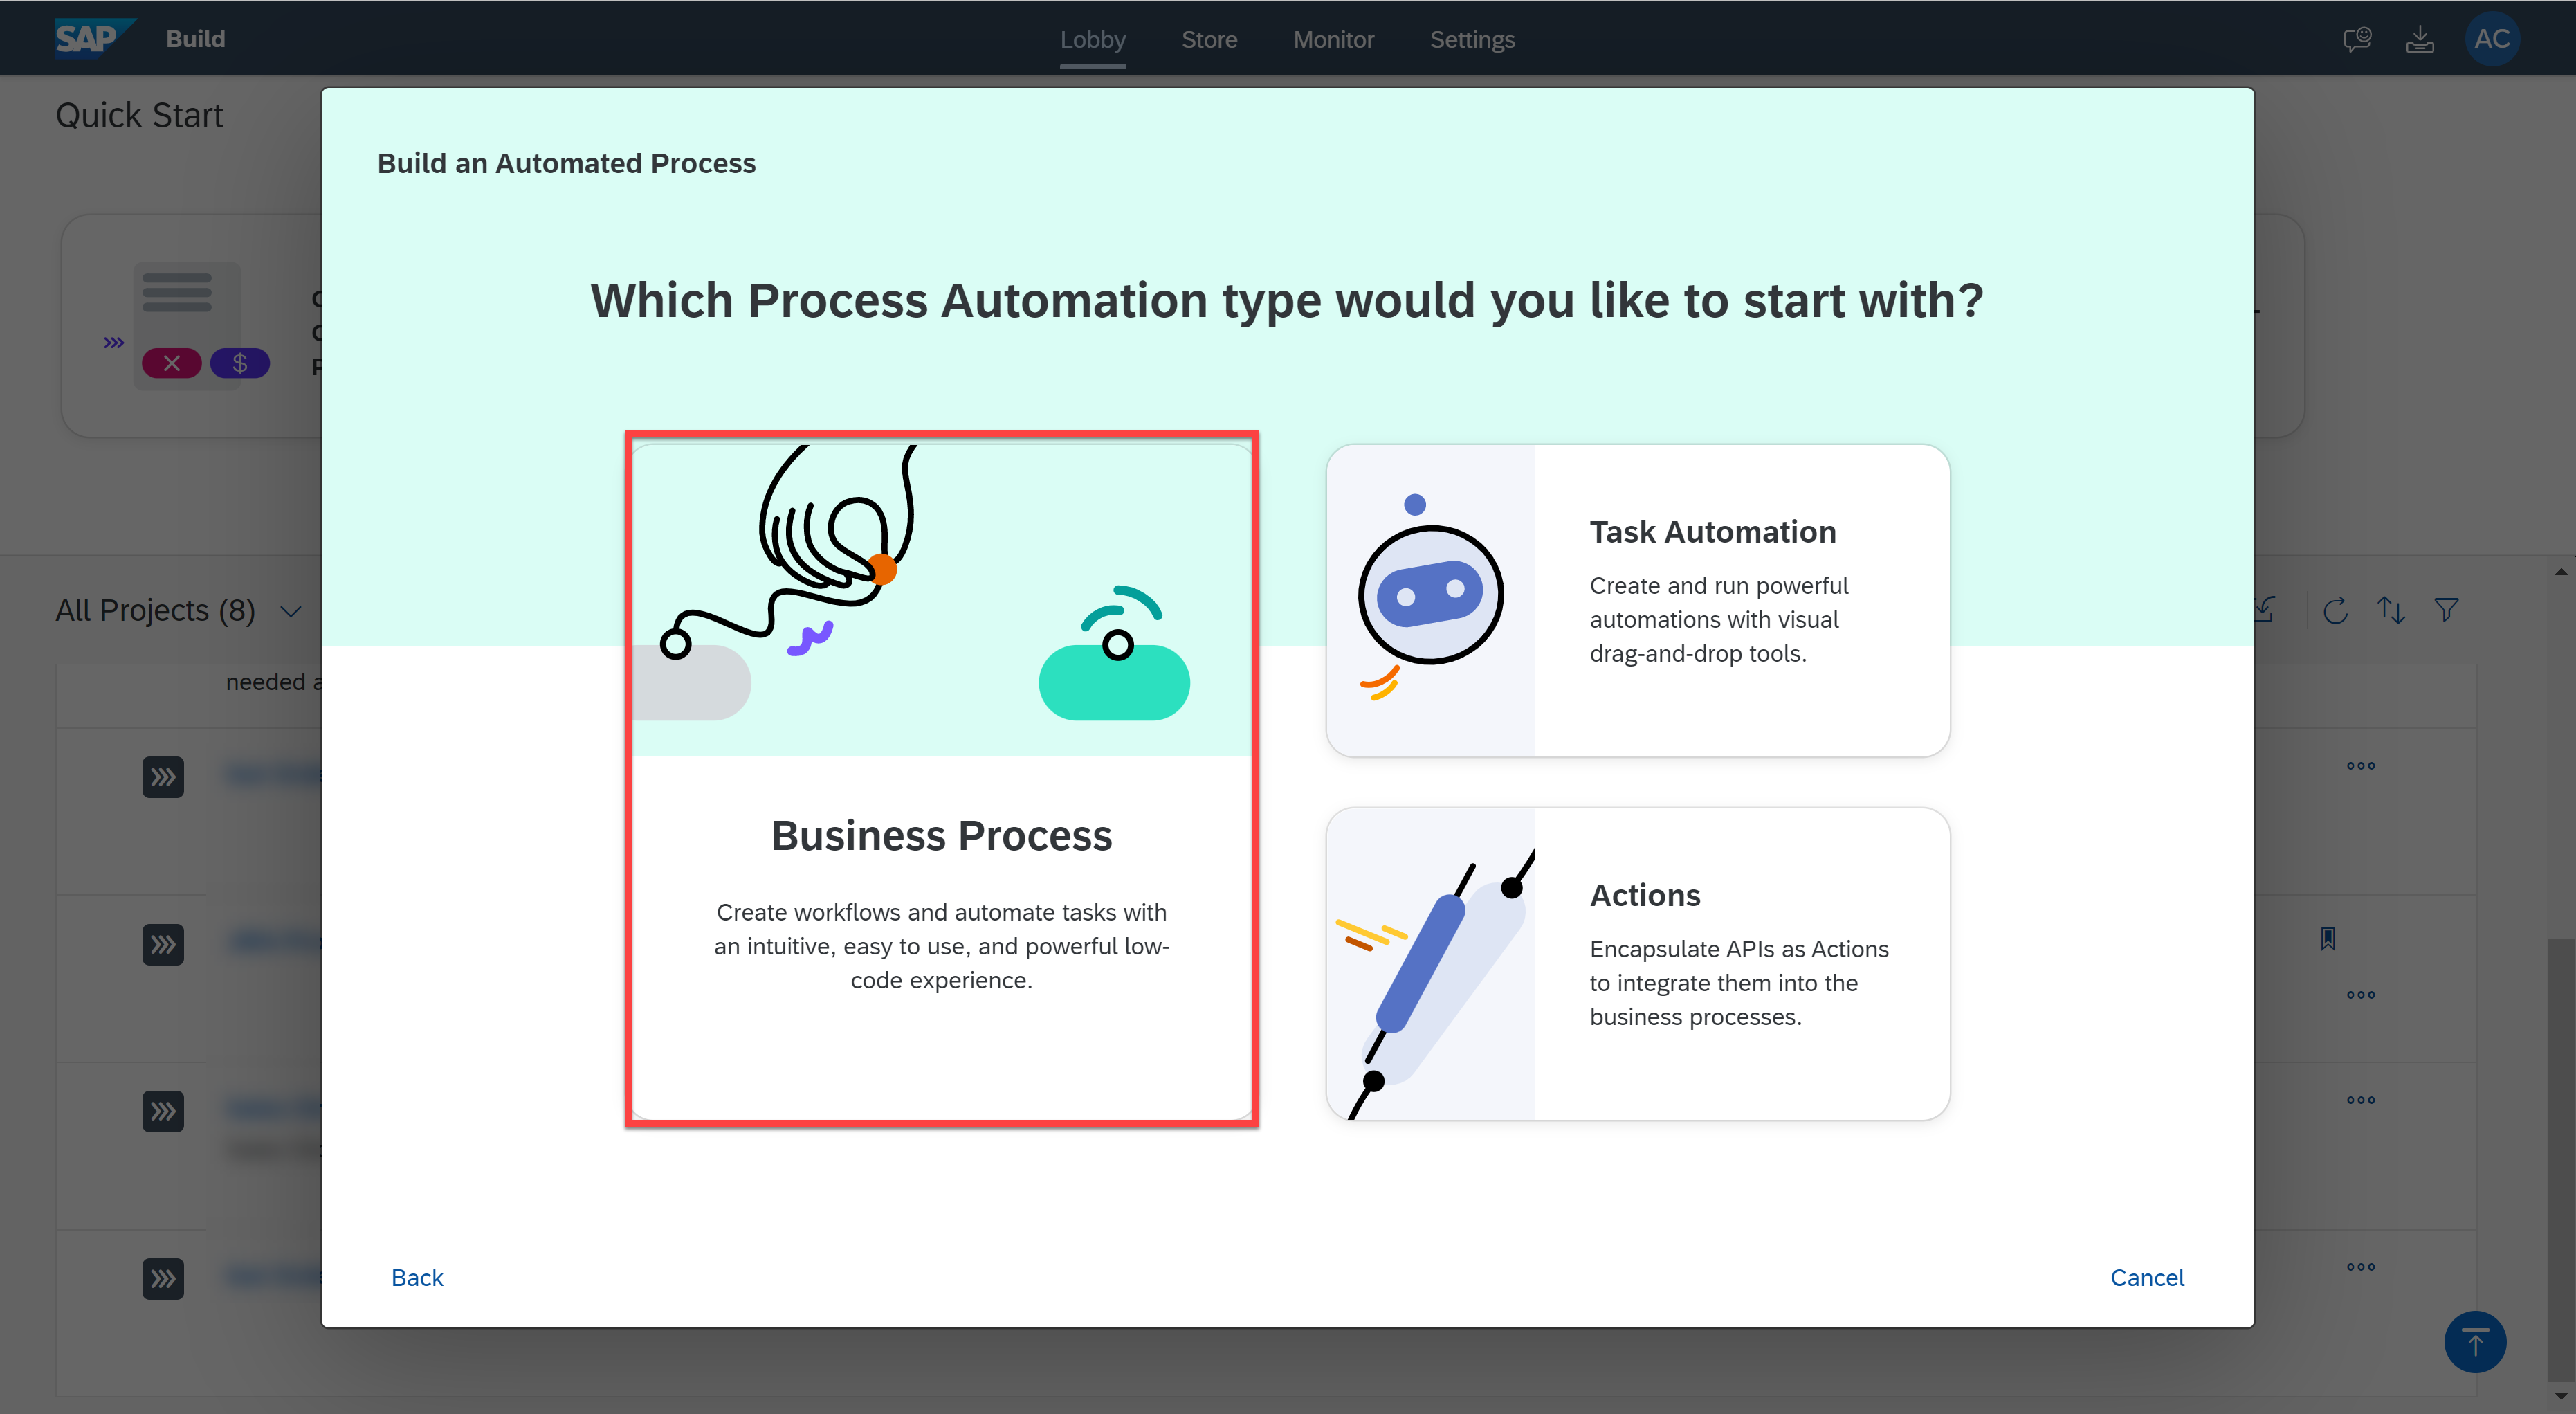 SAP Build
Lobby Store Monitor Settings
AC
Quick Start
Build an Automated Process
Which Process Automation type would you like to start with?
$
Task Automation
Create and run powerful
automations with visual
drag-and-drop tools.
All Projects (8)
needed
Business Process
Create workflows and automate tasks with
an intuitive, easy to use, and powerful low-
code experience.
Actions
Encapsulate APIs as Actions
to integrate them into the
business processes.
Back
Cancel